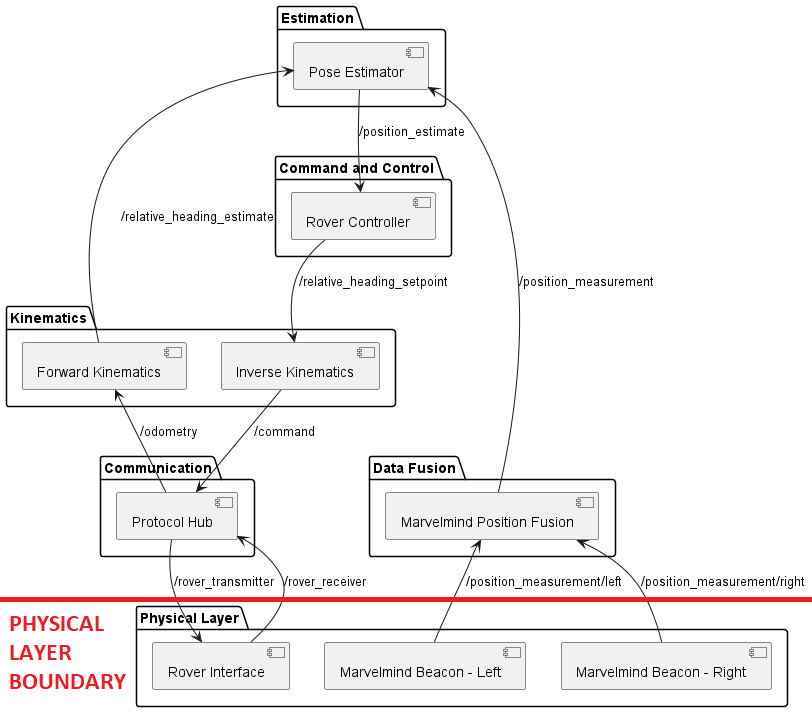 Estimation
Pose Estimator
/position_estimate
Command and Control
Rover Controller
/relative_heading_estimate
/relative_heading_setpoint
/position_measurement
Kinematics
Forward Kinematics
Inverse Kinematics
/odometry
/command
Communication
Data Fusion
Protocol Hub
Marvelmind Position Fusion
/rover_transmitter
/rover_receiver
/position_measurement/left
/position_measurement/right
PHYSICAL
LAYER
BOUNDARY
Physical Layer
Rover Interface
Marvelmind Beacon - Left
Marvelmind Beacon - Right